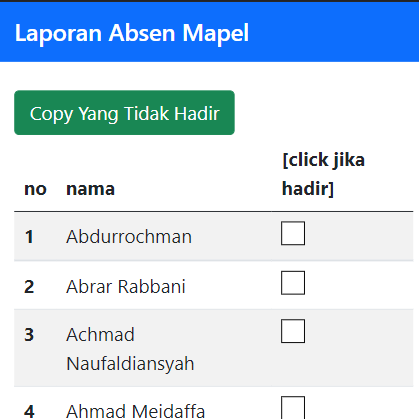 Laporan Absen Mapel
Copy Yang Tidak Hadir
[click jika
no nama hadir]
1 Abdurrochman
2 Abrar Rabbani
3 Achmad
Naufaldiansyah
4 Ahmad Meidaffa